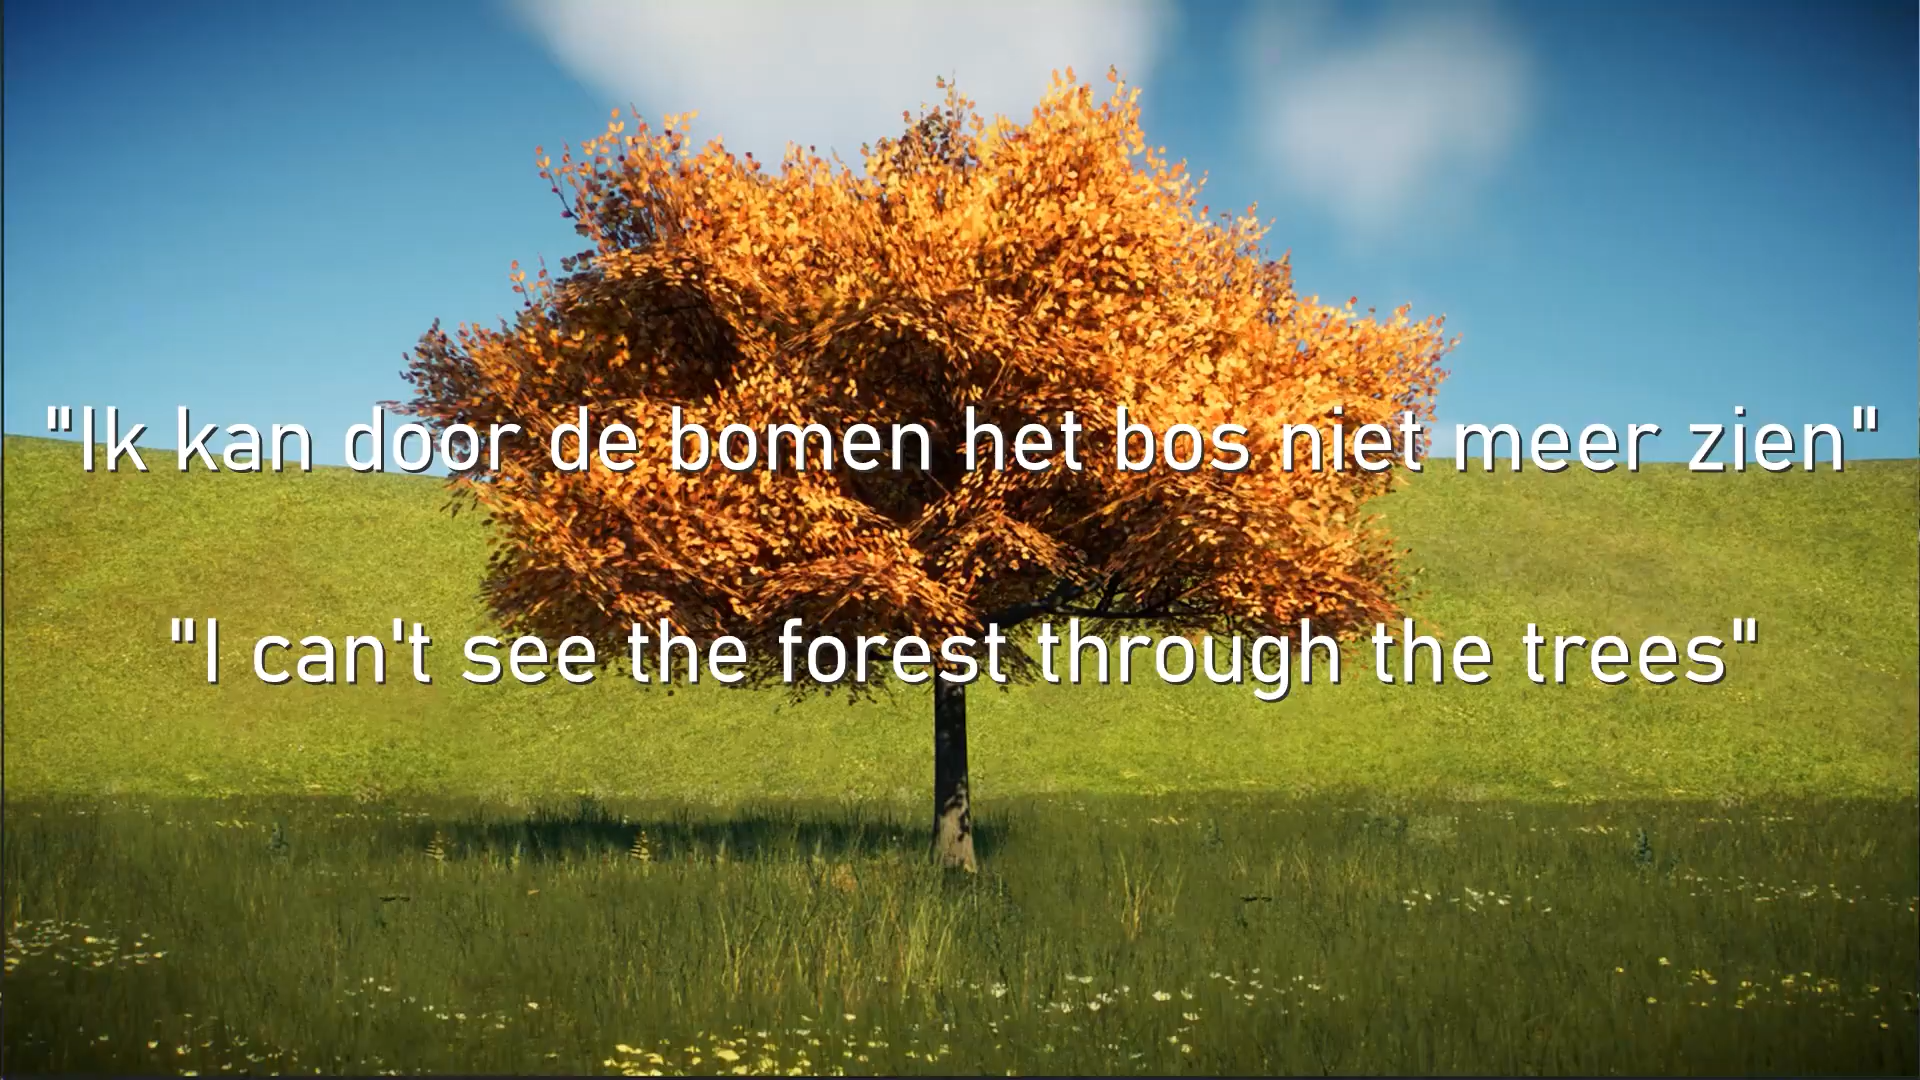 "Ik kan door de bomen het bos niet meer zien"
"I can't see the forest through the trees"